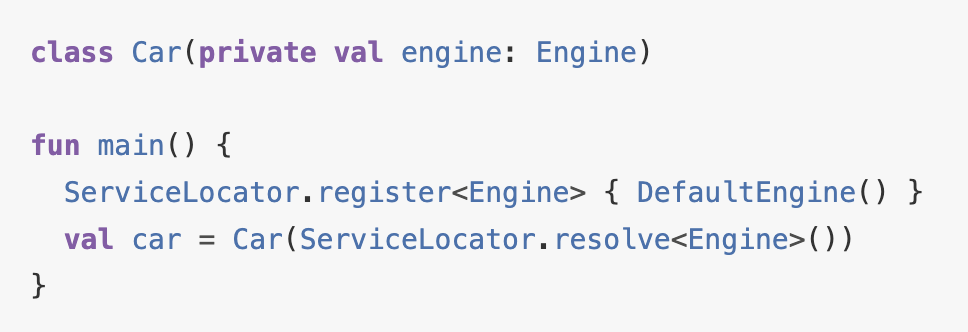 class Car(private val engine: Engine)

fun main() {
  ServiceLocator.register<Engine> { DefaultEngine() }
  val car = Car(ServiceLocator.resolve<Engine>())
}